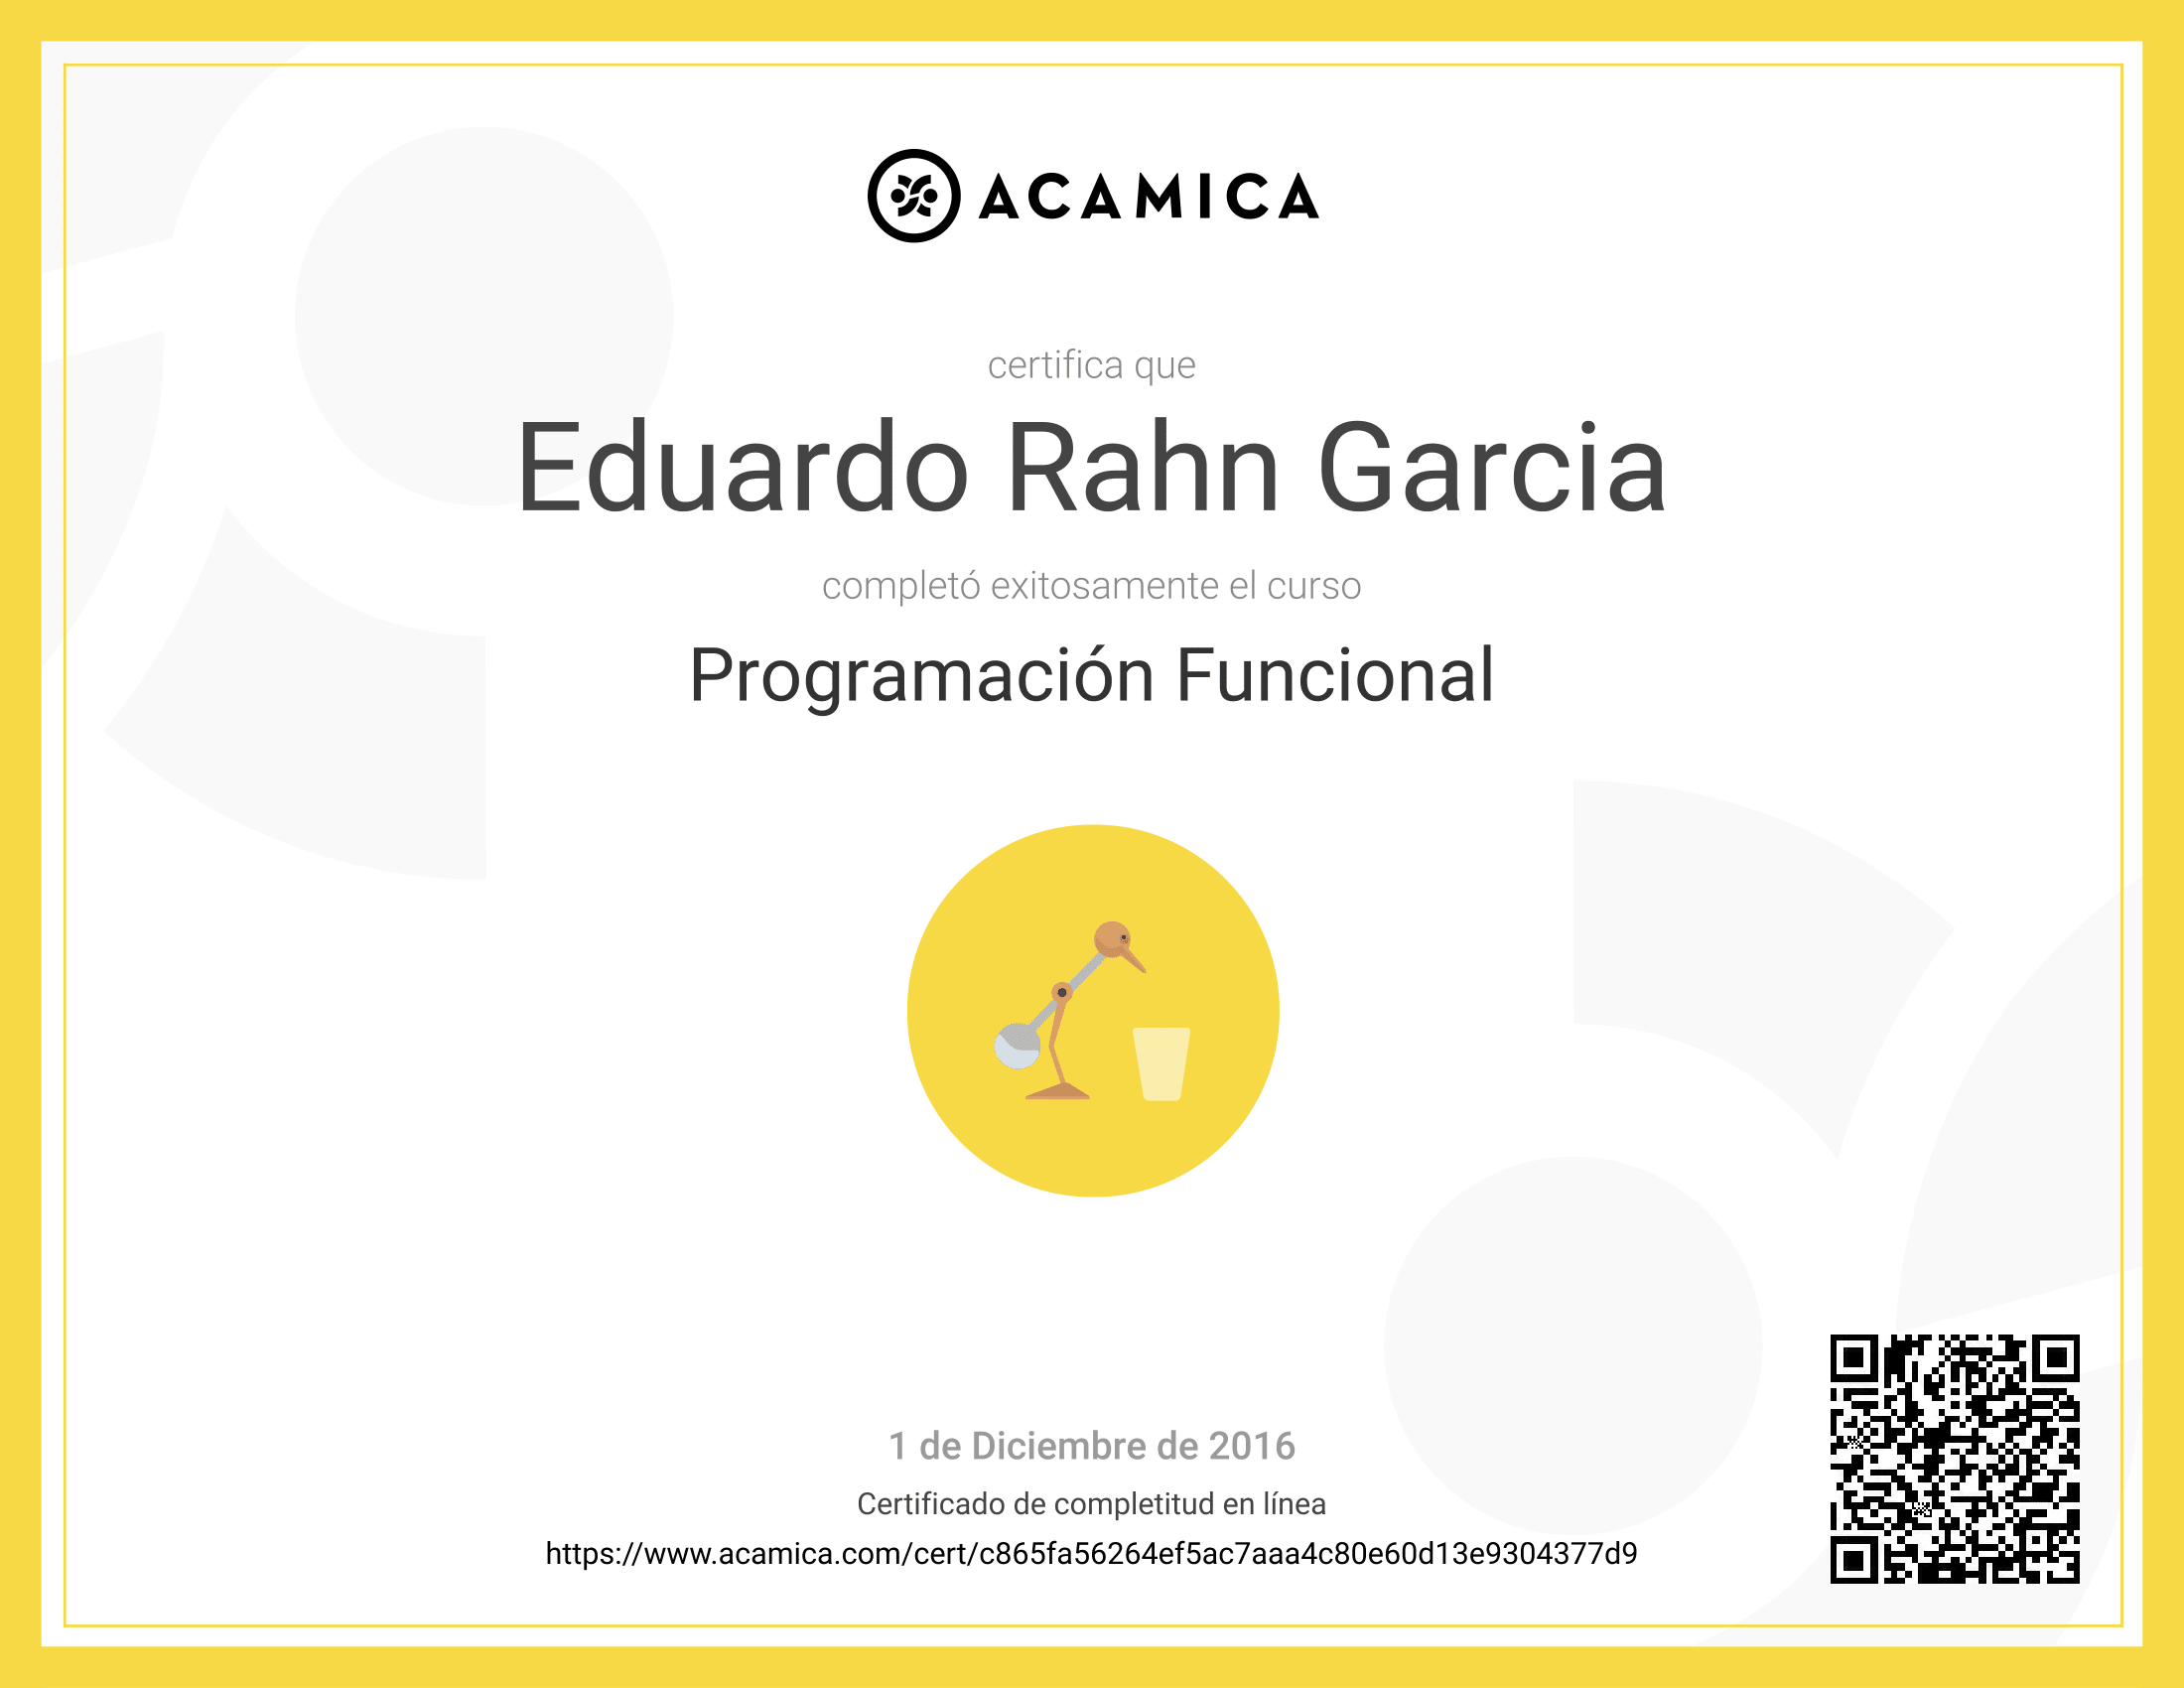 ACAMICA
certifica que
Eduardo Rahn Garcia
completó exitosamente el curso
Programación Funcional
1 de Diciembre de 2016
Certificado de completitud en línea
https://www.acamica.com/cert/c865fa56264ef5ac7aaa4c80e60d13e9304377d9